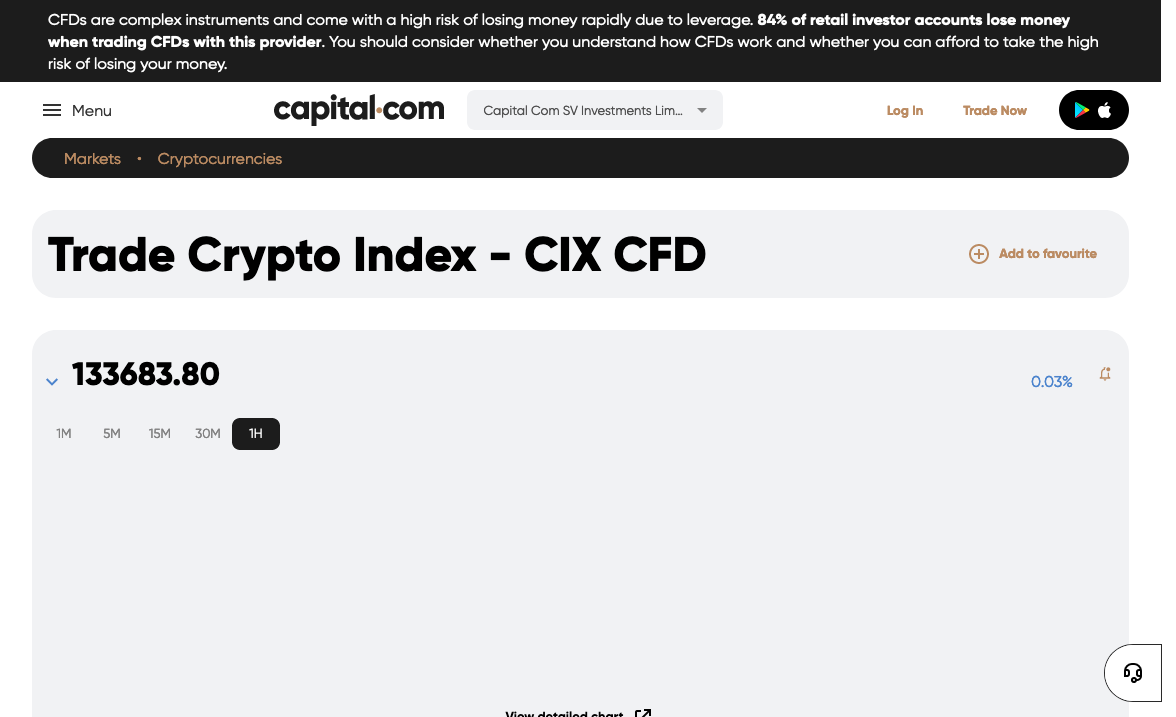 CFDs are complex instruments and come with a high risk of losing money rapidly due to leverage. 84% of retail investor accounts lose money
when trading CFDs with this provider. You should consider whether you understand how CFDs work and whether you can afford to take the high
risk of losing your money.
Menu
capital.com
Capital Com SV Investments Lim...
Log In
Trade Now
Markets • Cryptocurrencies
Trade Crypto Index - CIX CFD
Add to favourite
133683.80
0.03%
1M 5M 15M 30M 1H
View detailed chart